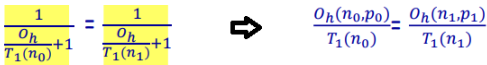 1/(O_h/T_1(n_0)+1) = 1/(O_h/T_1(n_0)+1) ⇨ O_h(n_0,p_0)/T_1(n_0) = O_h(n_1,p_1)/T_1(n_1)